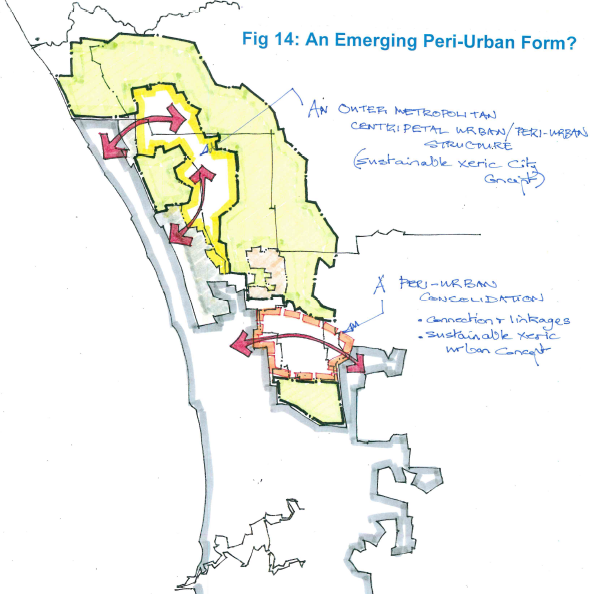 Fig 14: An Emerging Peri-Urban Form?
AN OUTER METROPOLITAN
CENTRIPETAL URBAN/PERI-URBAN
STRUCTURE
(Sustainable Xeric City
Concept)
A PERI-URBAN
CONSOLIDATION
• Connection & linkages
• Sustainable Xeric
Urban Concept